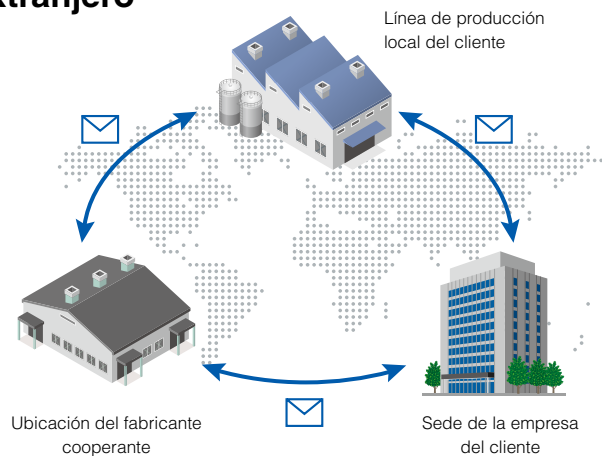 Línea de producción
local del cliente
Ubicación del fabricante
cooperante
Sede de la empresa
del cliente